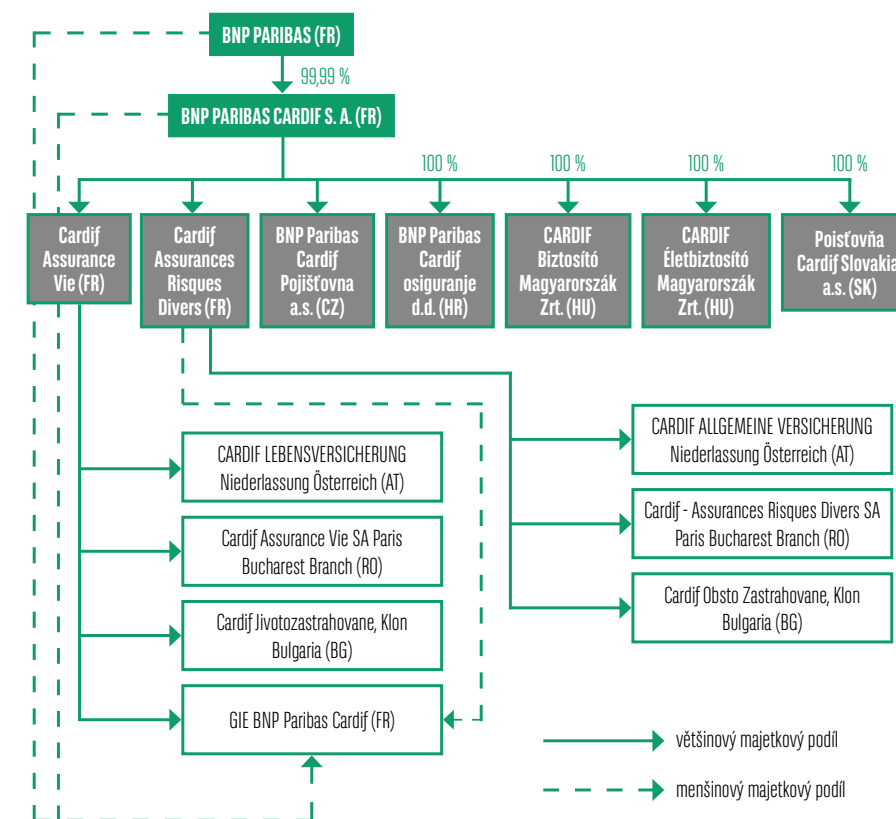 BNP PARIBAS (FR)
99,99 %
BNP PARIBAS CARDIF S. A. (FR)
100 %
100 %
100 %
100 %
Cardif
Assurance
Vie (FR)
Cardif
Assurances
Risques
Divers (FR)
BNP Paribas
Cardif
Pojišťovna
a.s. (CZ)
BNP Paribas
Cardif
osiguranje
d.d. (HR)
CARDIF
Biztosító
Magyarország
Zrt. (HU)
CARDIF
Életbiztosító
Magyarország
Zrt. (HU)
Poisťovňa
Cardif Slovakia
a.s. (SK)
CARDIF LEBENSVERSICHERUNG
Niederlassung Österreich (AT)
Cardif Assurance Vie SA Paris
Bucharest Branch (RO)
Cardif Jivotozastrahovane, Klon
Bulgaria (BG)
GIE BNP Paribas Cardif (FR)
CARDIF ALLGEMEINE VERSICHERUNG
Niederlassung Österreich (AT)
Cardif - Assurances Risques Divers SA
Paris Bucharest Branch (RO)
Cardif Obsto Zastrahovane, Klon
Bulgaria (BG)
většinový majetkový podíl
menšinový majetkový podíl